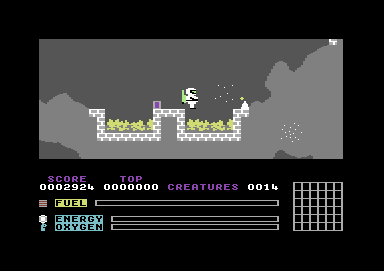 SCORE TOP
0002924 0000000 CREATURES 0014
FUEL
ENERGY
OXYGEN